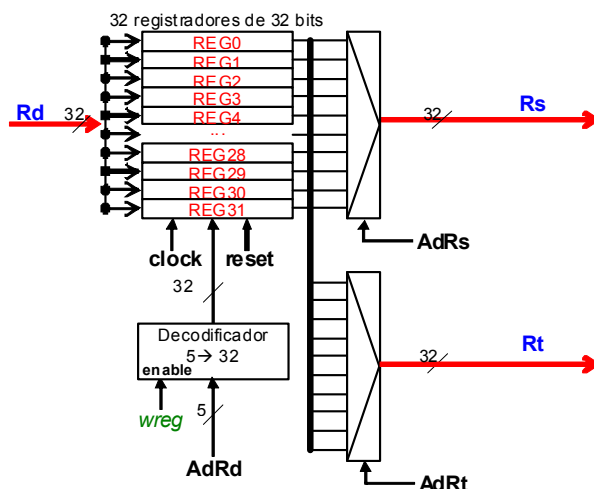 32 registradores de 32 bits
REG0
REG1
REG2
REG3
REG4
...
REG28
REG29
REG30
REG31
Rd
32
Rs
32
AdRs
clock
reset
32
Decodificador
5→ 32
enable
wreg
5
AdRd
Rt
32
AdRt